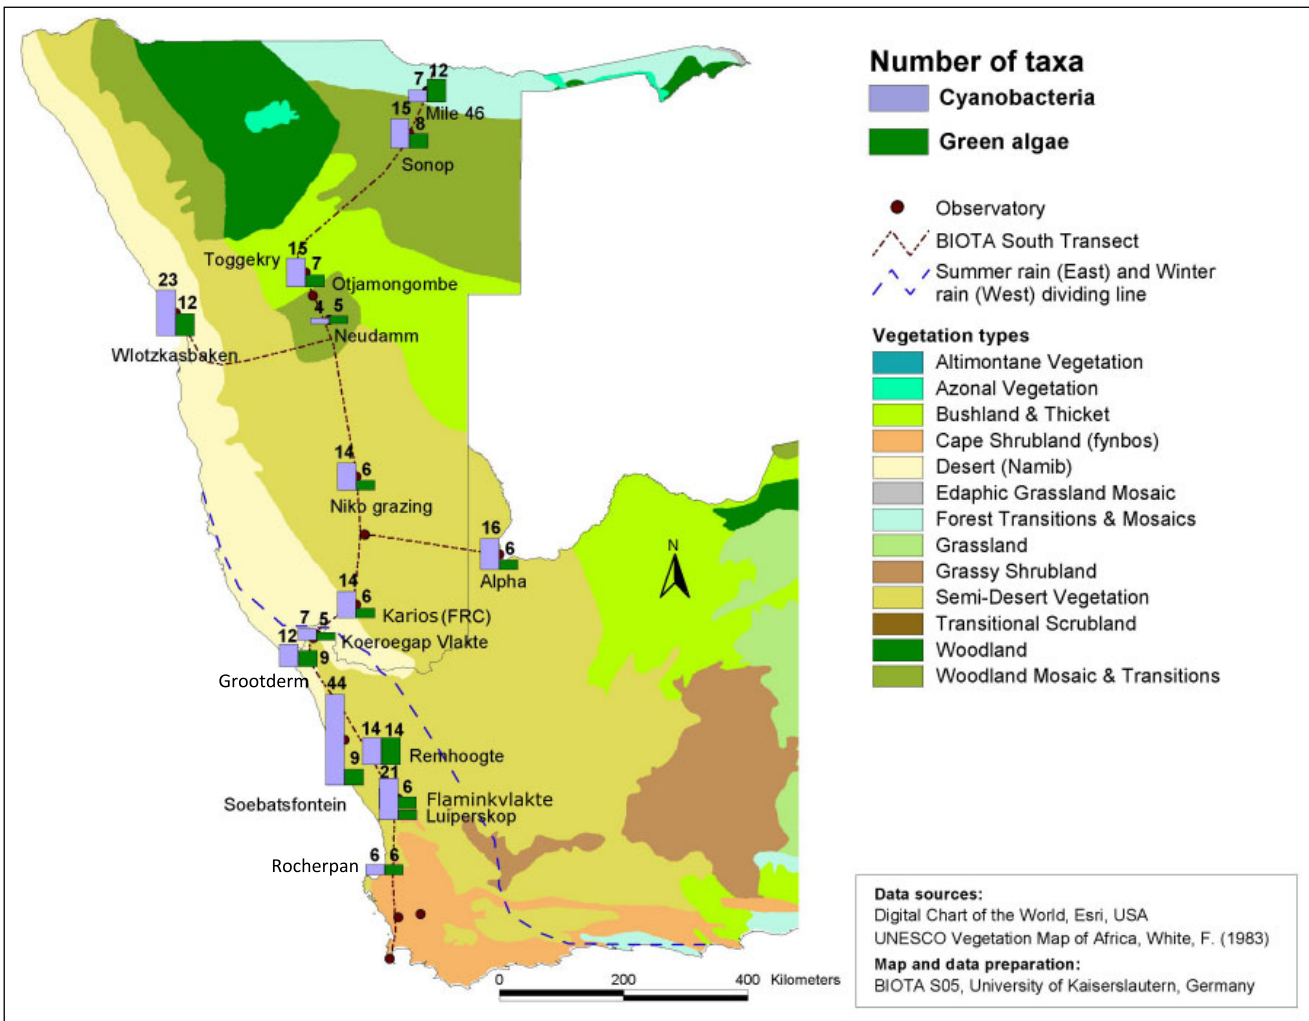 12
7
Mile 46
15
8
Sonop
15
Toggekry
7
Otjamongombe
23
12
4
5
Neudamm
Wlotzkasbaken
14
6
Niko grazing
16
6
Alpha
14
6
Karios (FRC)
7
5
Koeroegap Vlakte
12
9
Grootderm
44
9
Soebatsfontein
14
14
Remhoogte
21
6
Flaminkvlakte
Luiperskop
Rocherpan
6
6
N
0 200 400 Kilometers
Number of taxa
Cyanobacteria
Green algae
Observatory
BIOTA South Transect
Summer rain (East) and Winter
rain (West) dividing line
Vegetation types
Altimontane Vegetation
Azonal Vegetation
Bushland & Thicket
Cape Shrubland (fynbos)
Desert (Namib)
Edaphic Grassland Mosaic
Forest Transitions & Mosaics
Grassland
Grassy Shrubland
Semi-Desert Vegetation
Transitional Scrubland
Woodland
Woodland Mosaic & Transitions
Data sources:
Digital Chart of the World, Esri, USA
UNESCO Vegetation Map of Africa, White, F. (1983)
Map and data preparation:
BIOTA S05, University of Kaiserslautern, Germany